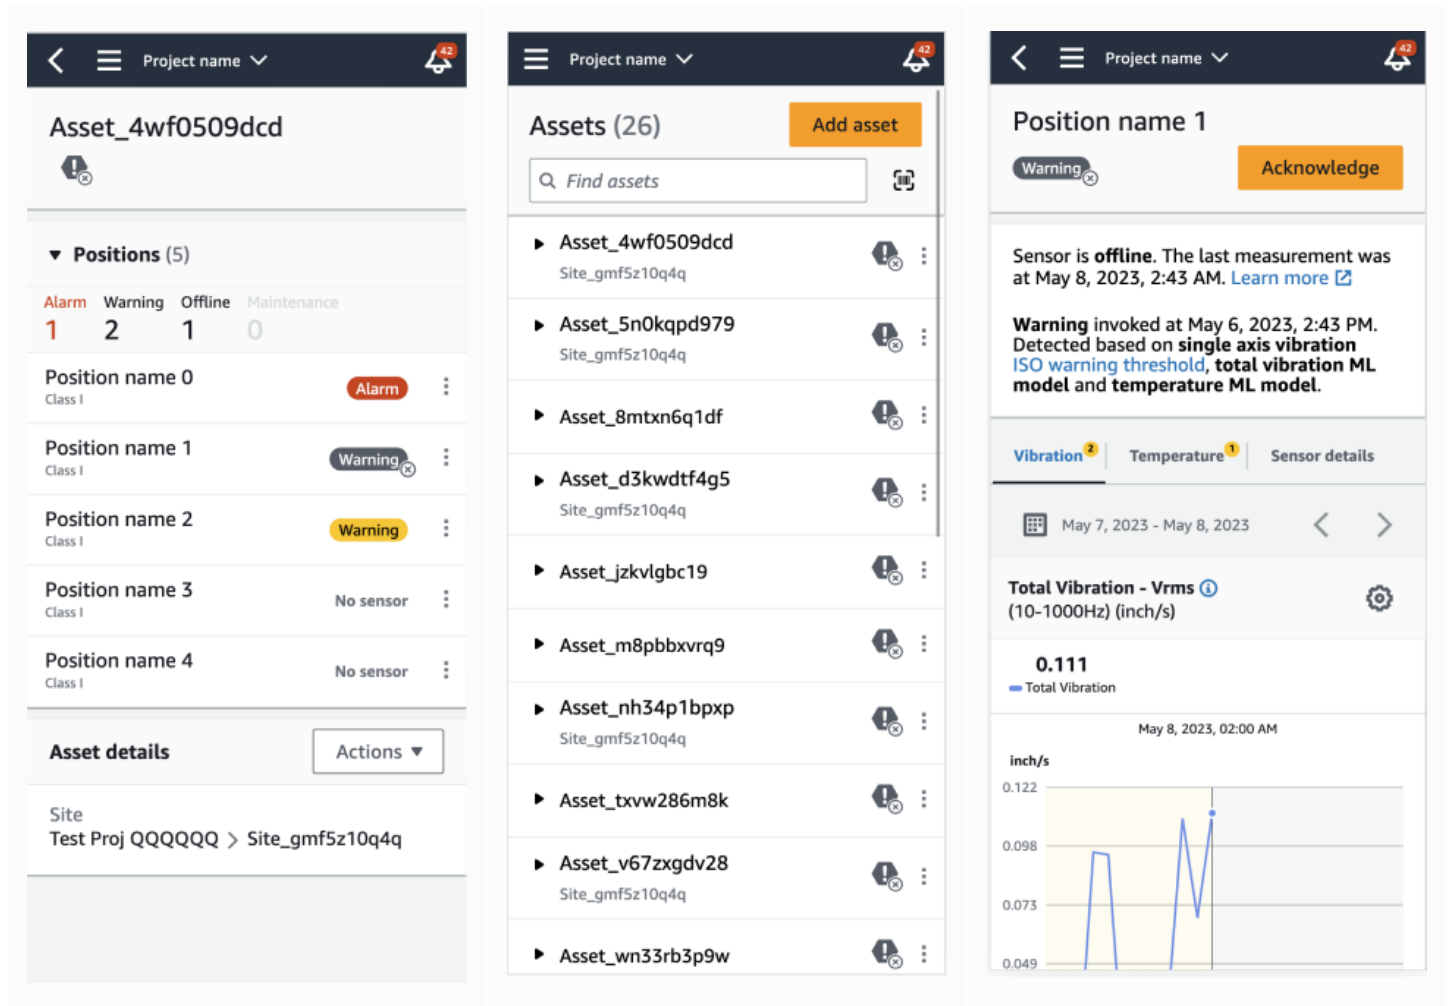 Project name
42
Asset_4wf0509dcd
Positions (5)
Alarm Warning Offline Maintenance
1 2 1 0
Position name 0
Class I
Alarm
Position name 1
Class I
Warning
Position name 2
Class I
Warning
Position name 3
Class I
No sensor
Position name 4
Class I
No sensor
Asset details
Actions
Site
Test Proj QQQQQQ > Site_gmf5z10q4q
Project name
42
Assets (26)
Add asset
Find assets
Asset_4wf0509dcd
Site_gmf5z10q4q
Asset_5n0kqpd979
Site_gmf5z10q4q
Asset_8mtxn6q1df
Asset_d3kwdtf4g5
Site_gmf5z10q4q
Asset_jzkvlgbc19
Asset_m8pbbxvrq9
Asset_nh34p1bpxp
Site_gmf5z10q4q
Asset_txvw286m8k
Asset_v67zxgdv28
Site_gmf5z10q4q
Asset_wn33rb3p9w
Project name
42
Position name 1
Warning
Acknowledge
Sensor is offline. The last measurement was
at May 8, 2023, 2:43 AM. Learn more
Warning invoked at May 6, 2023, 2:43 PM.
Detected based on single axis vibration
ISO warning threshold, total vibration ML
model and temperature ML model.
Vibration 2 Temperature 1 Sensor details
May 7, 2023 - May 8, 2023
Total Vibration - Vrms
(10-1000Hz) (inch/s)
0.111
Total Vibration
May 8, 2023, 02:00 AM
inch/s
0.122
0.098
0.073
0.049